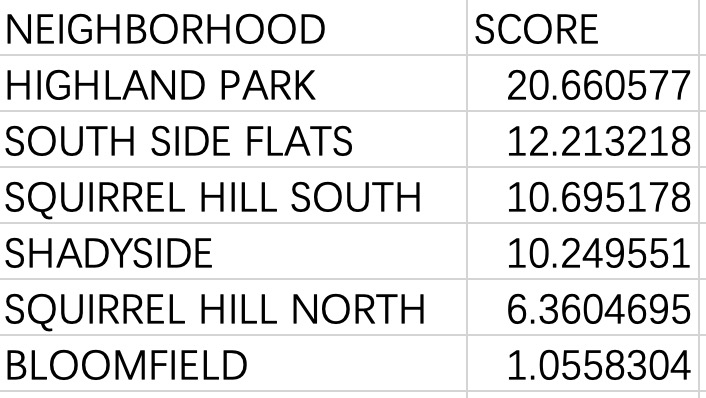 NEIGHBORHOOD SCORE
HIGHLAND PARK 20.660577
SOUTH SIDE FLATS 12.213218
SQUIRREL HILL SOUTH 10.695178
SHADYSIDE 10.249551
SQUIRREL HILL NORTH 6.3604695
BLOOMFIELD 1.0558304